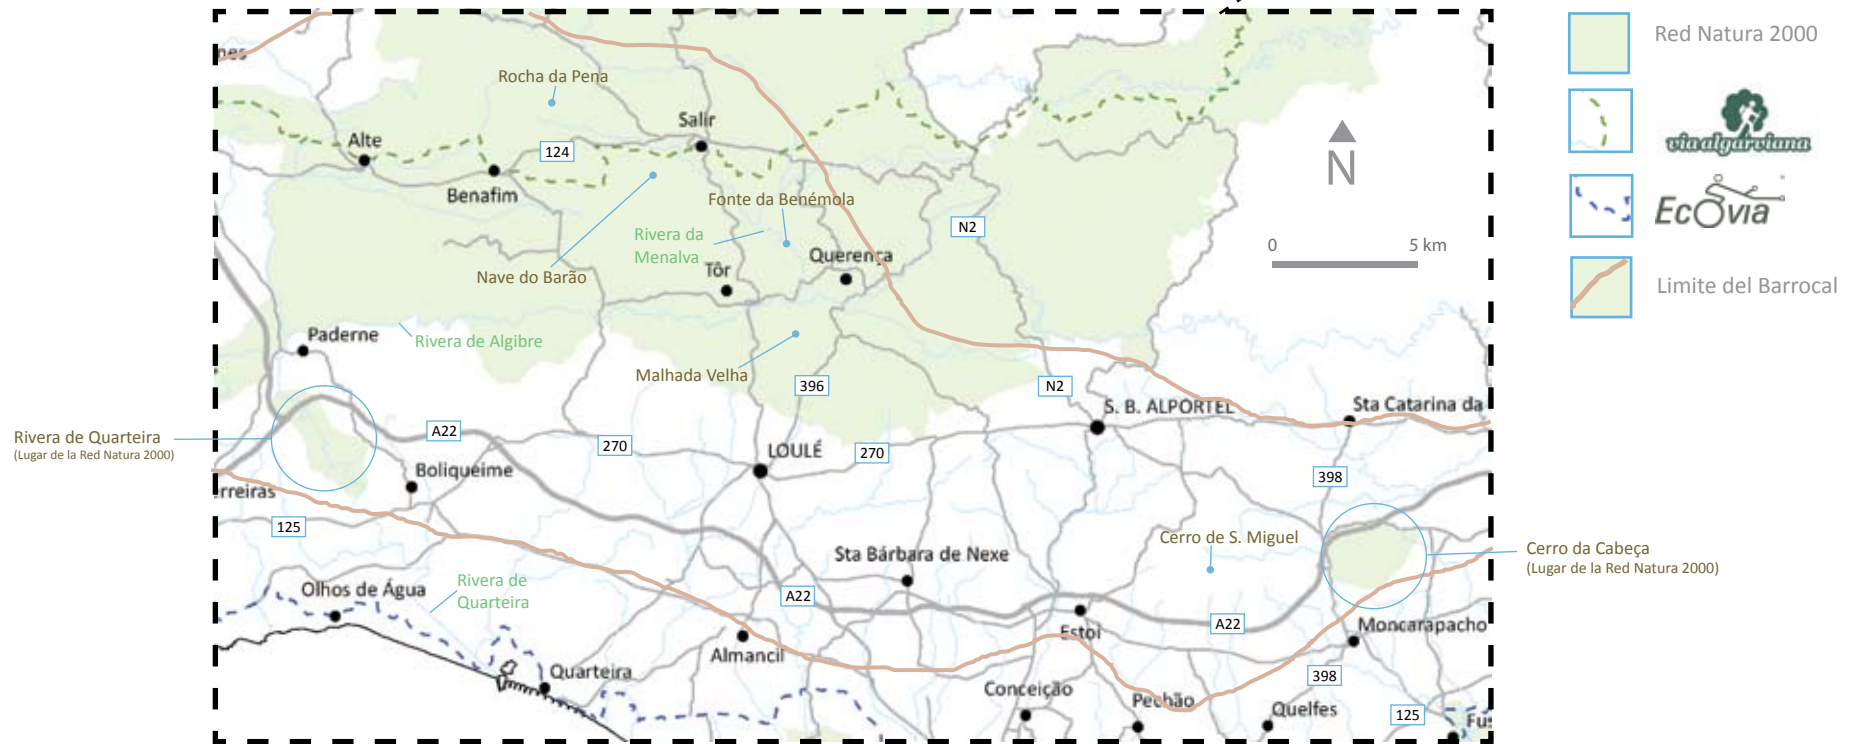 Red Natura 2000
nes
Rocha da Pena
Salir
Alte
124
viaalgarviana
Benafim
N
Fonte da Benémola
Ecovia
N2
Rivera da
Menalva
0 5 km
Querença
Tôr
Nave do Barão
Limite del Barrocal
Paderne
Rivera de Algibre
Malhada Velha
396
N2
S. B. ALPORTEL
Sta Catarina da
A22
Rivera de Quarteira
(Lugar de la Red Natura 2000)
270
LOULÉ
270
Boliqueime
398
rreiras
125
Cerro de S. Miguel
Sta Bárbara de Nexe
Cerro da Cabeça
(Lugar de la Red Natura 2000)
Olhos de Água
Rivera de
Quarteira
A22
A22
Estoi
Moncarapacho
Almancil
Quarteira
398
Conceição
Pechão
Quelfes
125
Fus